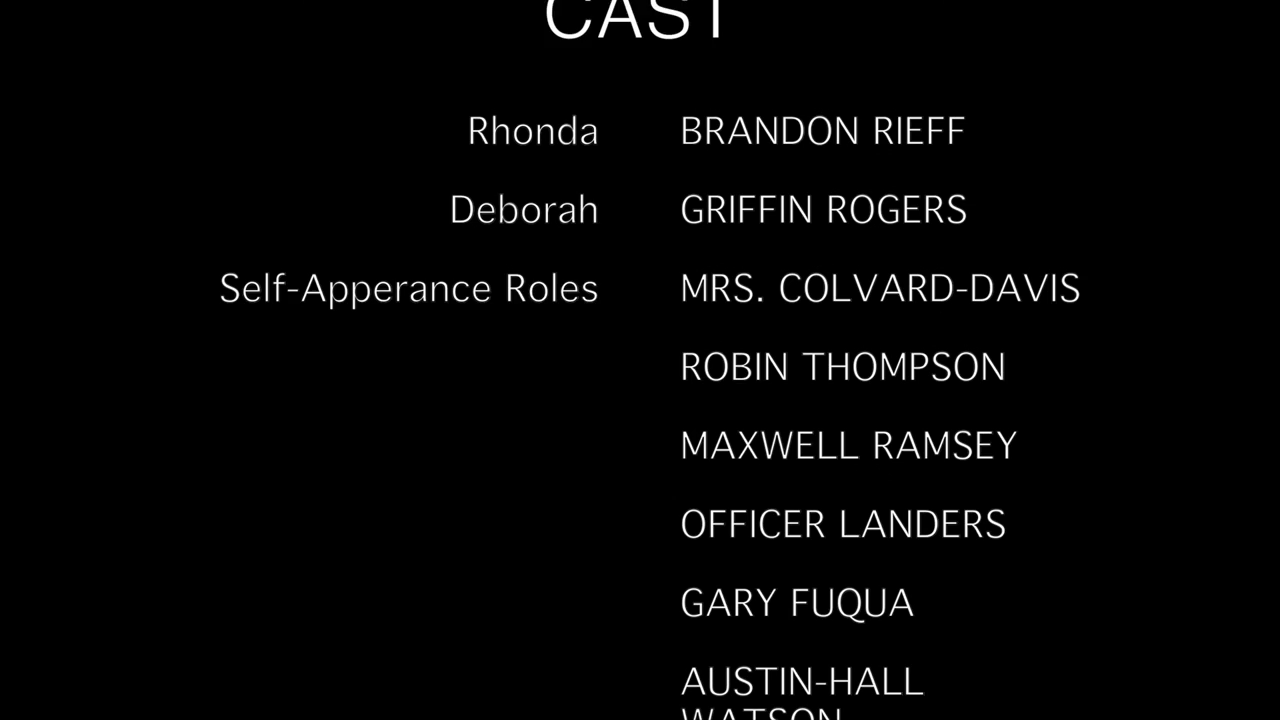 CAST
Rhonda BRANDON RIEFF
Deborah GRIFFIN ROGERS
Self-Apperance Roles MRS. COLVARD-DAVIS
ROBIN THOMPSON
MAXWELL RAMSEY
OFFICER LANDERS
GARY FUQUA
AUSTIN-HALL
WATSON